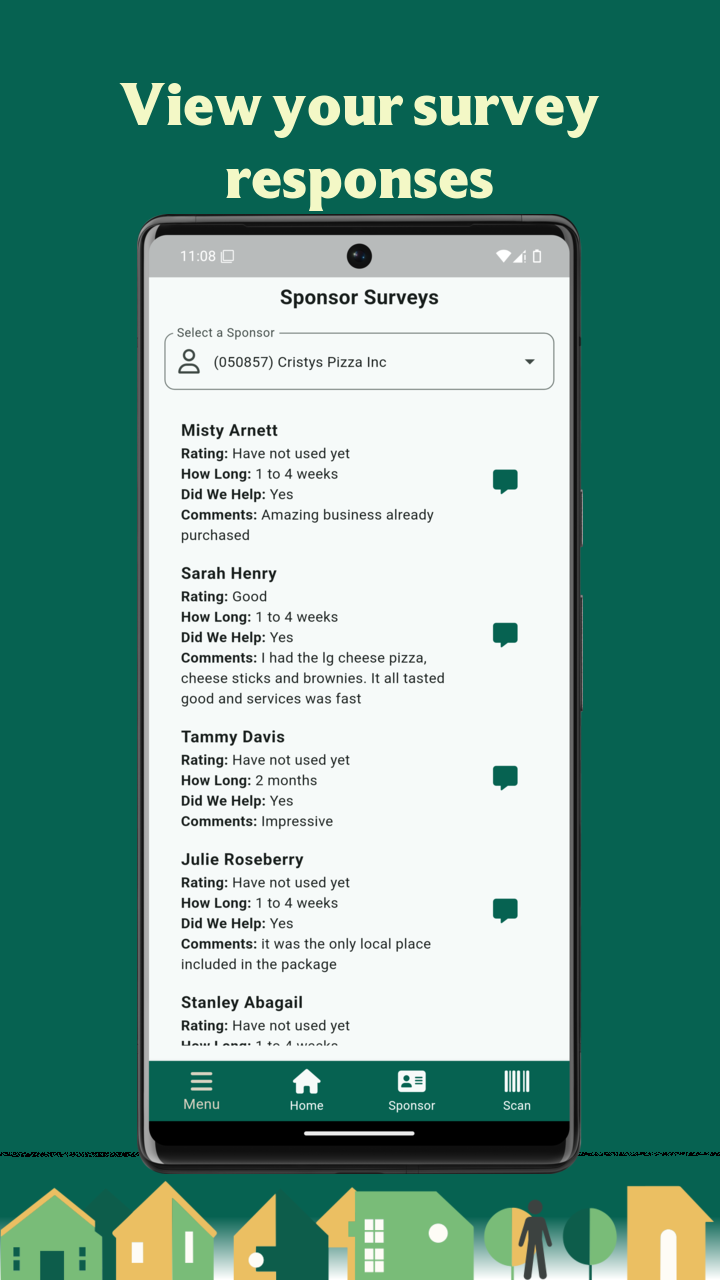 View your survey
responses
11:08
Sponsor Surveys
Select a Sponsor
(050857) Cristys Pizza Inc
Misty Arnett
Rating: Have not used yet
How Long: 1 to 4 weeks
Did We Help: Yes
Comments: Amazing business already
purchased
Sarah Henry
Rating: Good
How Long: 1 to 4 weeks
Did We Help: Yes
Comments: I had the lg cheese pizza,
cheese sticks and brownies. It all tasted
good and services was fast
Tammy Davis
Rating: Have not used yet
How Long: 2 months
Did We Help: Yes
Comments: Impressive
Julie Roseberry
Rating: Have not used yet
How Long: 1 to 4 weeks
Did We Help: Yes
Comments: it was the only local place
included in the package
Stanley Abagail
Rating: Have not used yet
How Long: 1 to 4 weeks
Menu Home Sponsor Scan